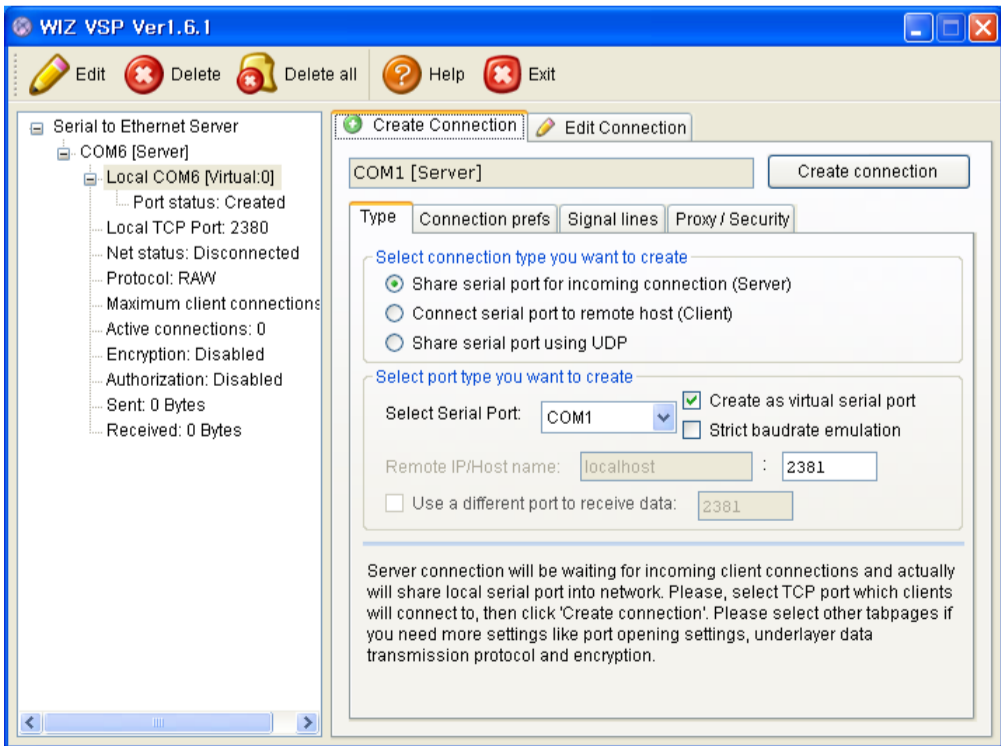 WIZ VSP Ver1.6.1
Edit Delete Delete all Help Exit
Serial to Ethernet Server
COM6 [Server]
Local COM6 [Virtual:0]
Port status: Created
Local TCP Port: 2380
Net status: Disconnected
Protocol: RAW
Maximum client connections
Active connections: 0
Encryption: Disabled
Authorization: Disabled
Sent: 0 Bytes
Received: 0 Bytes
Create Connection Edit Connection
COM1 [Server] Create connection
Type Connection prefs Signal lines Proxy / Security
Select connection type you want to create
Share serial port for incoming connection (Server)
Connect serial port to remote host (Client)
Share serial port using UDP
Select port type you want to create
Select Serial Port: COM1 Create as virtual serial port
Strict baudrate emulation
Remote IP/Host name: localhost : 2381
Use a different port to receive data: 2381
Server connection will be waiting for incoming client connections and actually
will share local serial port into network. Please, select TCP port which clients
will connect to, then click 'Create connection'. Please select other tabpages if
you need more settings like port opening settings, underlayer data
transmission protocol and encryption.